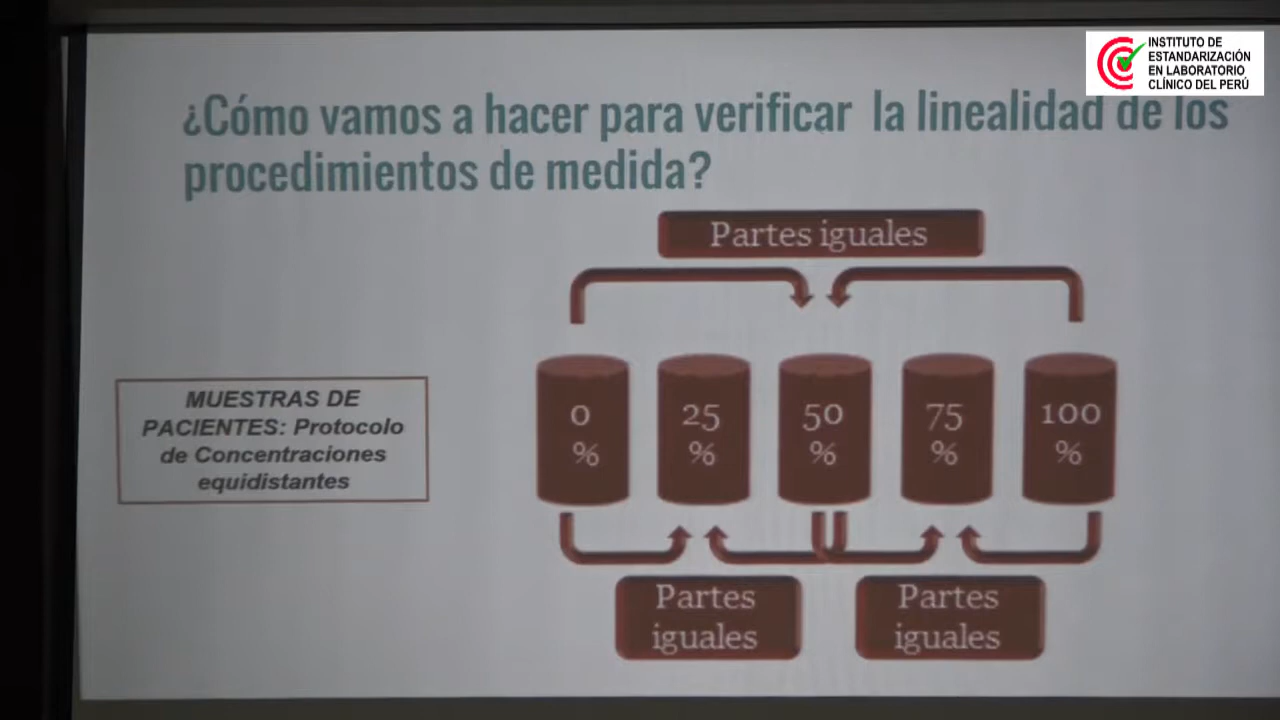 INSTITUTO DE
ESTANDARIZACIÓN
EN LABORATORIO
CLÍNICO DEL PERÚ
¿Cómo vamos a hacer para verificar la linealidad de los
procedimientos de medida?
Partes iguales
MUESTRAS DE
PACIENTES: Protocolo
de Concentraciones
equidistantes
0
%
25
%
50
%
75
%
100
%
Partes
iguales
Partes
iguales